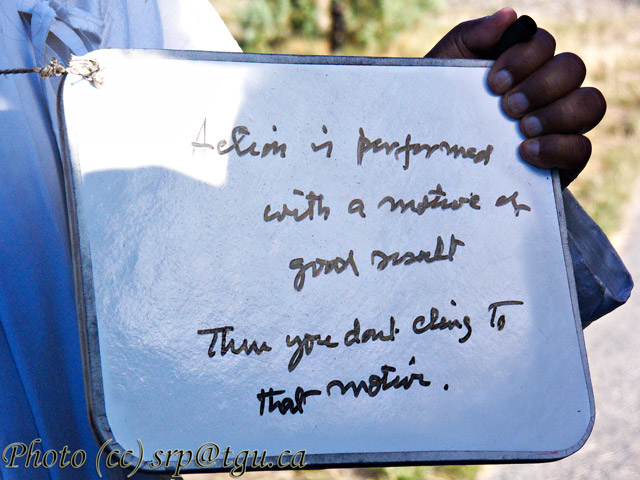 Action is performed
with a motive of
good result
Then you dont cling To
that motive.
Photo (cc) srp@tgu.ca